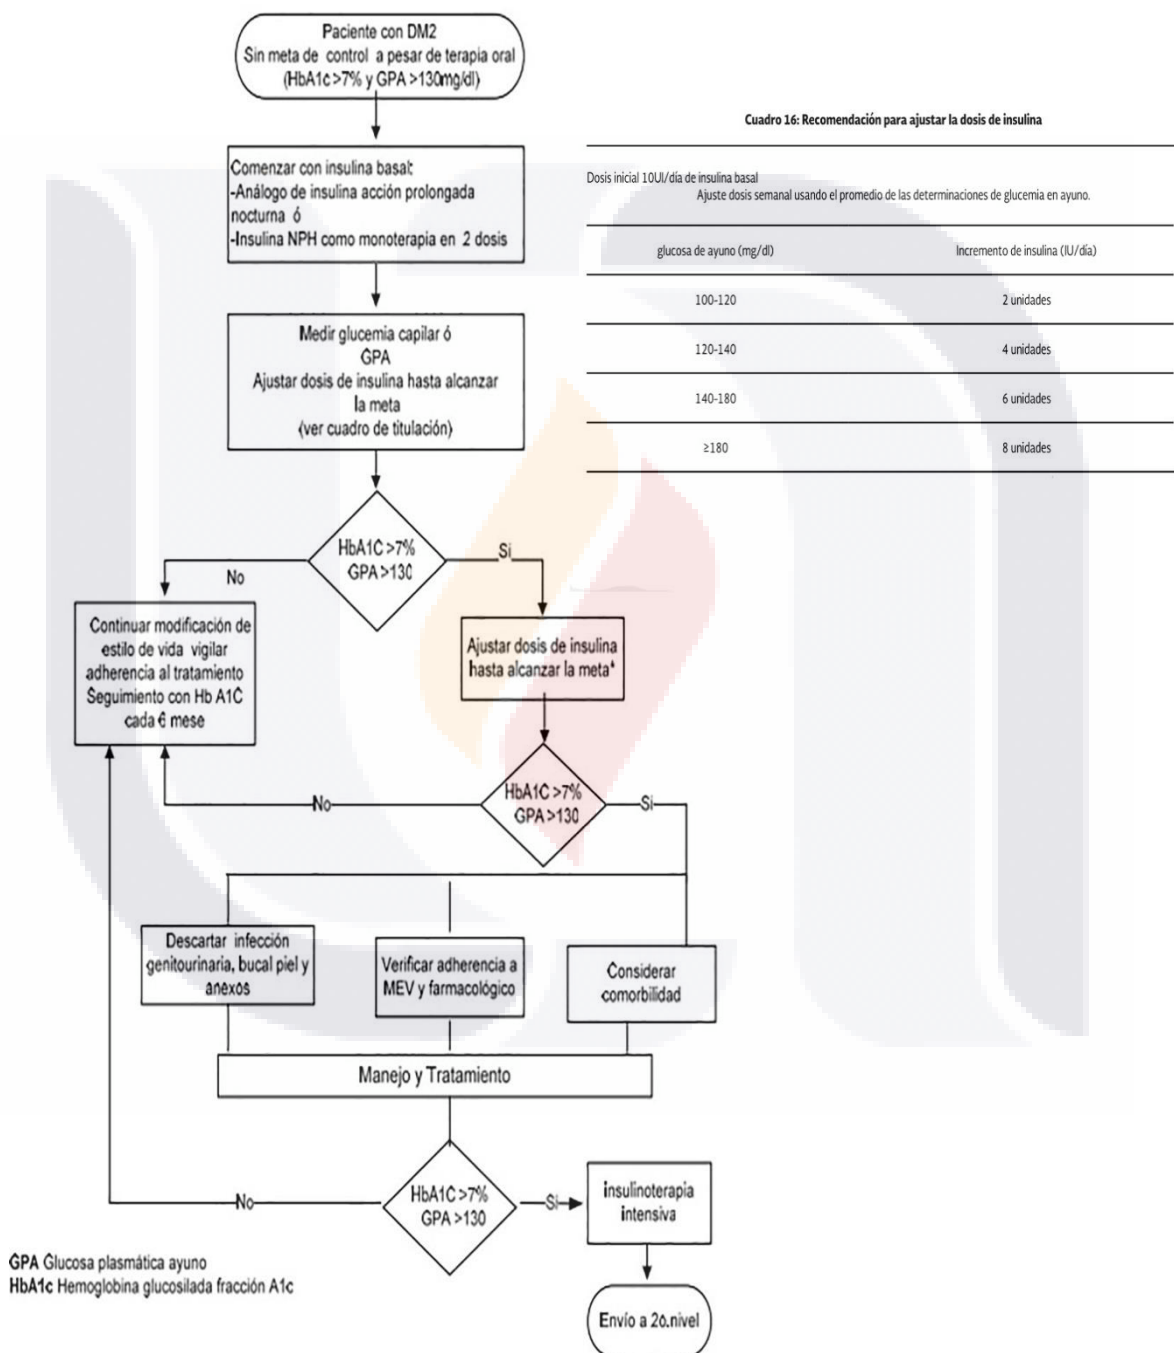 Paciente con DM2
Sin meta de control a pesar de terapia oral
(HbA1c >7% y GPA >130mg/dl)
Comenzar con insulina basal:
-Análogo de insulina acción prolongada
nocturna ó
-Insulina NPH como monoterapia en 2 dosis
Medir glucemia capilar ó
GPA
Ajustar dosis de insulina hasta alcanzar
la meta
(ver cuadro de titulación)
Cuadro 16: Recomendación para ajustar la dosis de insulina
Dosis inicial 10UI/día de insulina basal
Ajuste dosis semanal usando el promedio de las determinaciones de glucemia en ayuno.
glucosa de ayuno (mg/dl) Incremento de insulina (IU/día)
100-120 2 unidades
120-140 4 unidades
140-180 6 unidades
≥180 8 unidades
HbA1C >7%
GPA >130
No
Si
Continuar modificación de
estilo de vida vigilar
adherencia al tratamiento
Seguimiento con Hb A1C
cada 6 mese
Ajustar dosis de insulina
hasta alcanzar la meta*
HbA1C >7%
GPA >130
No
Si
Descartar infección
genitourinaria, bucal piel y
anexos
Verificar adherencia a
MEV y farmacológico
Considerar
comorbilidad
Manejo y Tratamiento
HbA1C >7%
GPA >130
No
Si
insulinoterapia
intensiva
Envío a 2o.nivel
GPA Glucosa plasmática ayuno
HbA1c Hemoglobina glucosilada fracción A1c